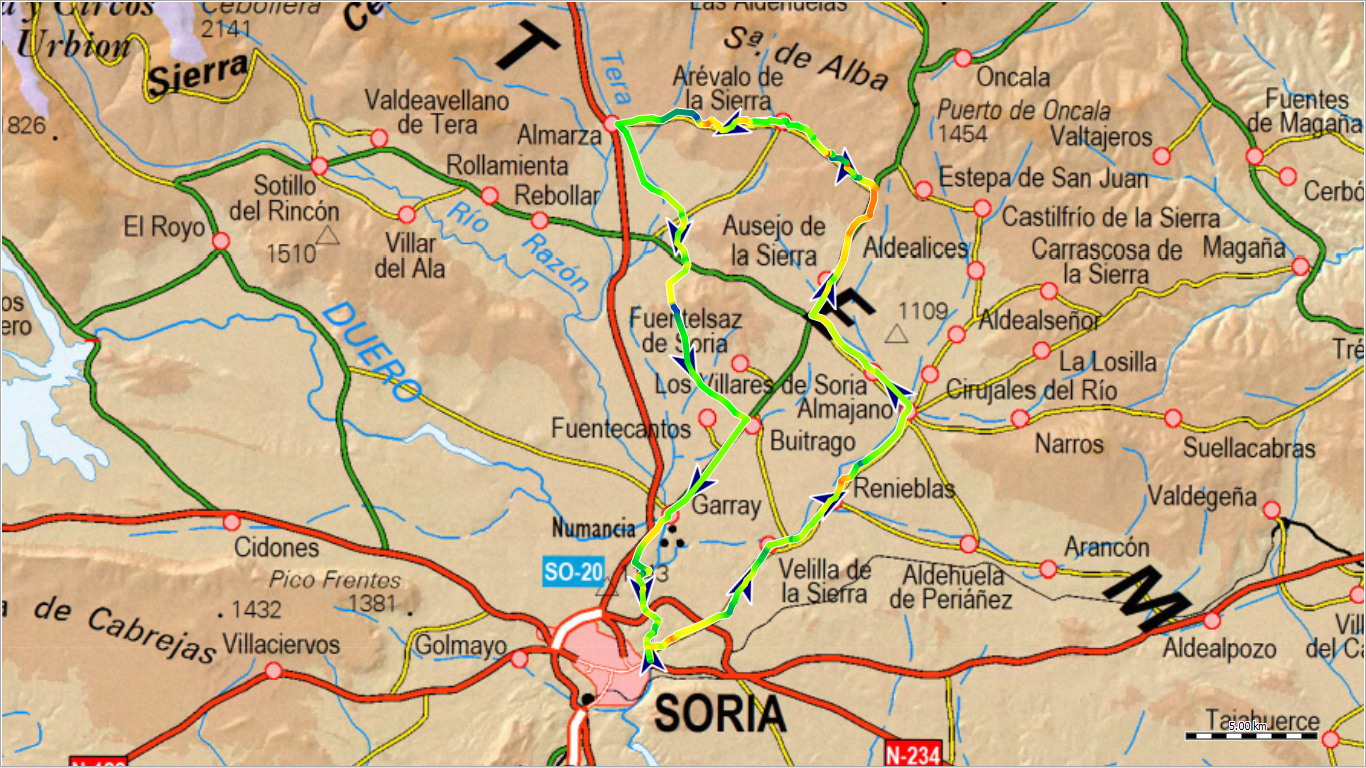 a y Circos
Urbion
Cebollera
2141
Ce
T
Las Aldehuelas
Sierra
Tera
Sª. de Alba
Oncala
Puerto de Oncala
1454
Arévalo de
la Sierra
Valdeavellano
de Tera
Almarza
Valtajeros
Fuentes
de Magaña
1826
Rollamienta
Rebollar
Sotillo
del Rincón
Estepa de San Juan
Cerbó
El Royo
1510
Villar
del Ala
Río Razón
Ausejo de
la Sierra
Aldealices
Castilfrío de la Sierra
Carrascosa de
la Sierra
Magaña
os
ero
DUERO
Fuentelsaz
de Soria
E
1109
Aldealseñor
Tré
La Losilla
Los Villares de Soria
Cirujales del Río
Almajano
Fuentecantos
Buitrago
Narros
Suellacabras
Renieblas
Valdegeña
Garray
Numancia
Cidones
SO-20
Velilla de
la Sierra
Aldehuela
de Periáñez
Arancón
M
Pico Frentes
1381
1432
a de Cabrejas
Villaciervos
Golmayo
Aldealpozo
Vill
del Ca
SORIA
Tajahuerce
5.00 km
N-234